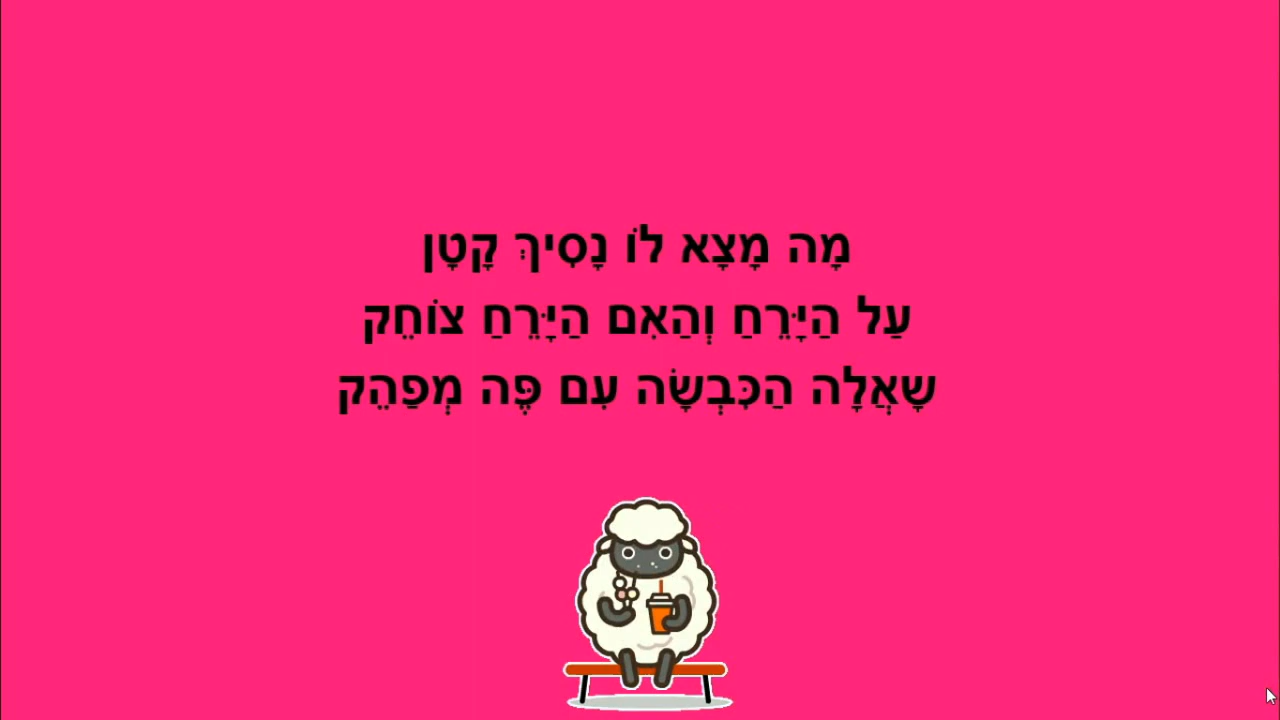 מָה מָצָא לוֹ נָסִיךְ קָטָן
עַל הַיָּרֵחַ וְהַאִם הַיָּרֵחַ צוֹחֵק
שָׁאֲלָה הַכִּבְשָׂה עִם פֶּה מְפַהֵק